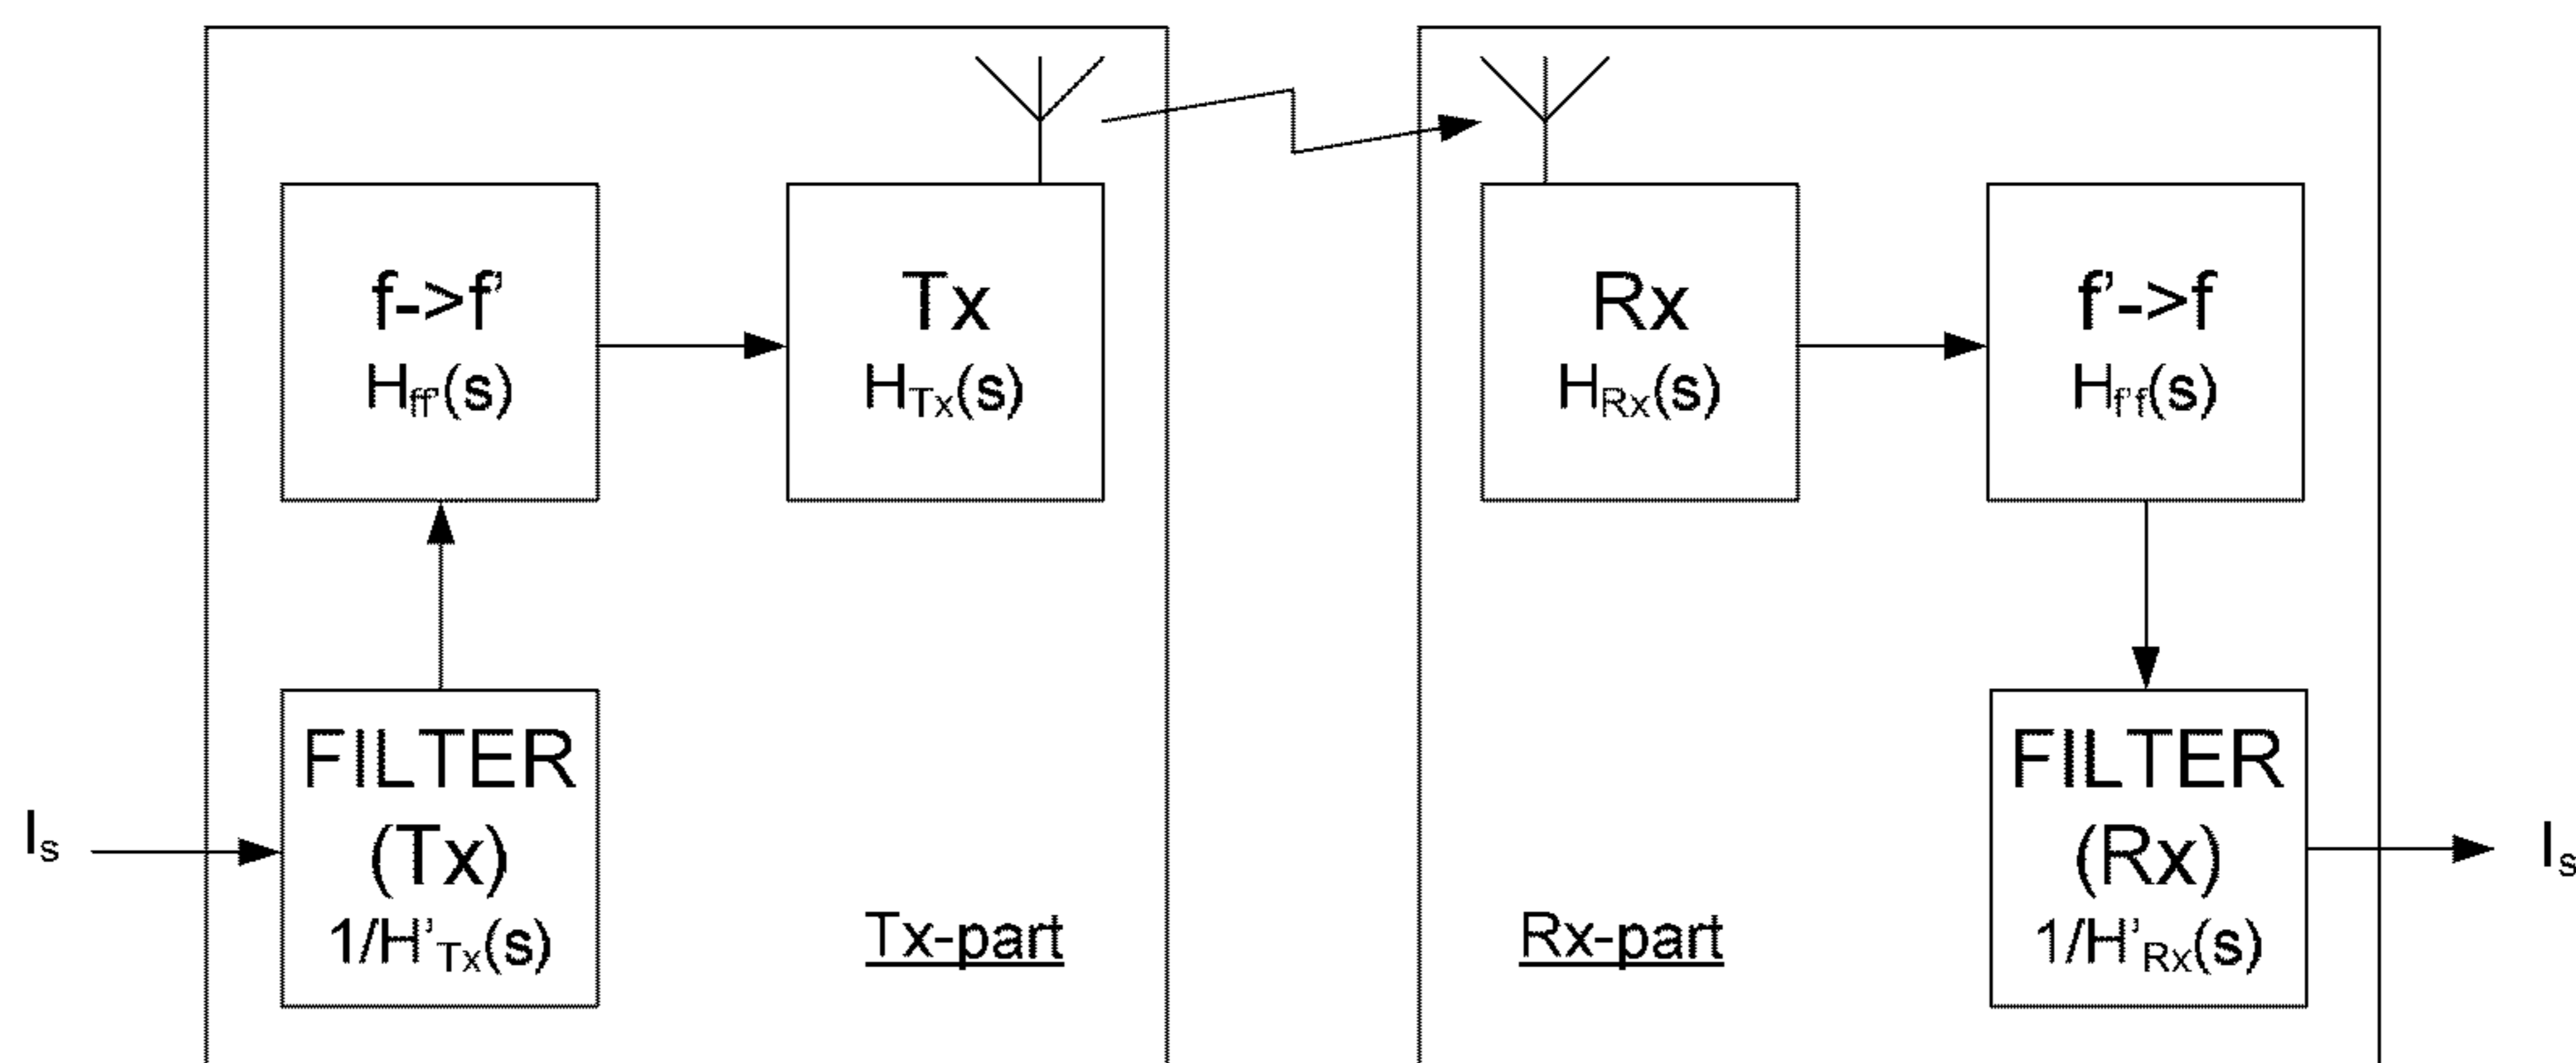 f->f'
Hff'(s)
Tx
HTx(s)
Rx
HRx(s)
f'->f
Hf'f(s)
Is
FILTER
(Tx)
1/H'Tx(s)
Tx-part
Rx-part
FILTER
(Rx)
1/H'Rx(s)
Is